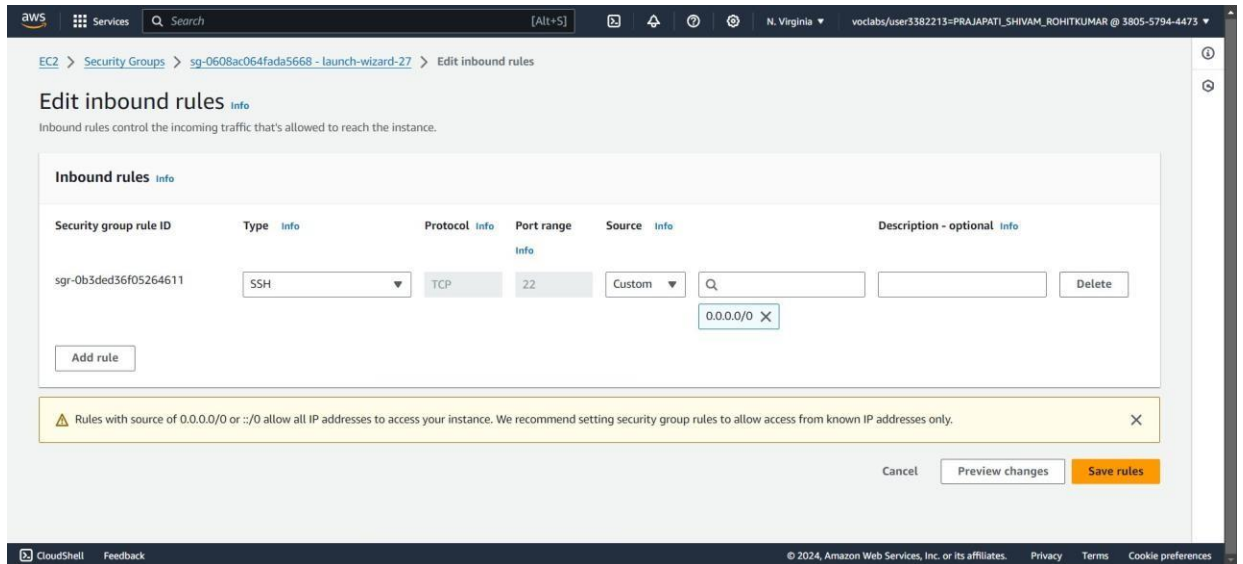 aws Services Search [Alt+S] N. Virginia voclabs/user3382213=PRAJAPATI_SHIVAM_ROHITKUMAR @ 3805-5794-4473
EC2 > Security Groups > sg-0608ac064fada5668 - launch-wizard-27 > Edit inbound rules
Edit inbound rules Info
Inbound rules control the incoming traffic that's allowed to reach the instance.
Inbound rules Info
Security group rule ID Type Info Protocol Info Port range Source Info Description - optional Info
Info
sgr-0b3ded36f05264611 SSH TCP 22 Custom Delete
0.0.0.0/0
Add rule
Rules with source of 0.0.0.0/0 or ::/0 allow all IP addresses to access your instance. We recommend setting security group rules to allow access from known IP addresses only.
Cancel Preview changes Save rules
CloudShell Feedback © 2024, Amazon Web Services, Inc. or its affiliates. Privacy Terms Cookie preferences